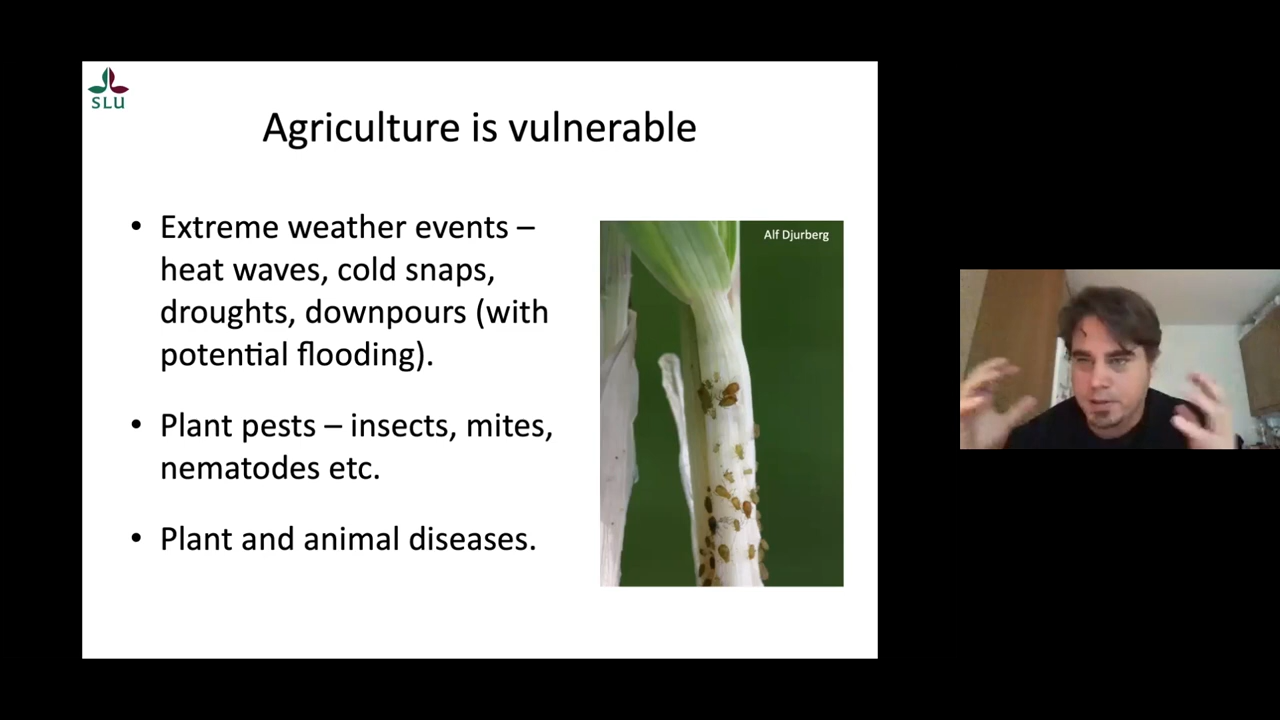 SLU
Agriculture is vulnerable
• Extreme weather events –
heat waves, cold snaps,
droughts, downpours (with
potential flooding).
• Plant pests – insects, mites,
nematodes etc.
• Plant and animal diseases.
Alf Djurberg